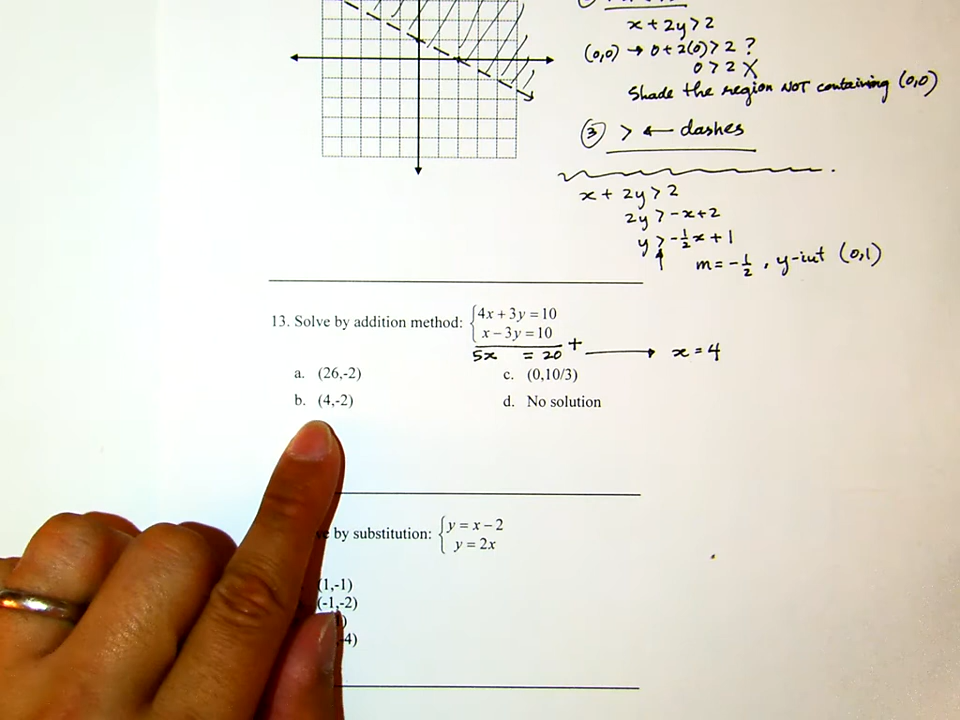 x + 2y > 2
(0,0) → 0 + 2(0) > 2 ?
0 > 2 X
Shade the region NOT containing (0,0)
③ > ← dashes
x + 2y > 2
2y > -x + 2
y > -1/2 x + 1
m = -1/2, y-int (0,1)
13. Solve by addition method: { 4x + 3y = 10
x − 3y = 10
5x = 20 + → x = 4
a. (26,-2) c. (0,10/3)
b. (4,-2) d. No solution
by substitution: { y = x − 2
y = 2x
(1,-1)
(-1,-2)